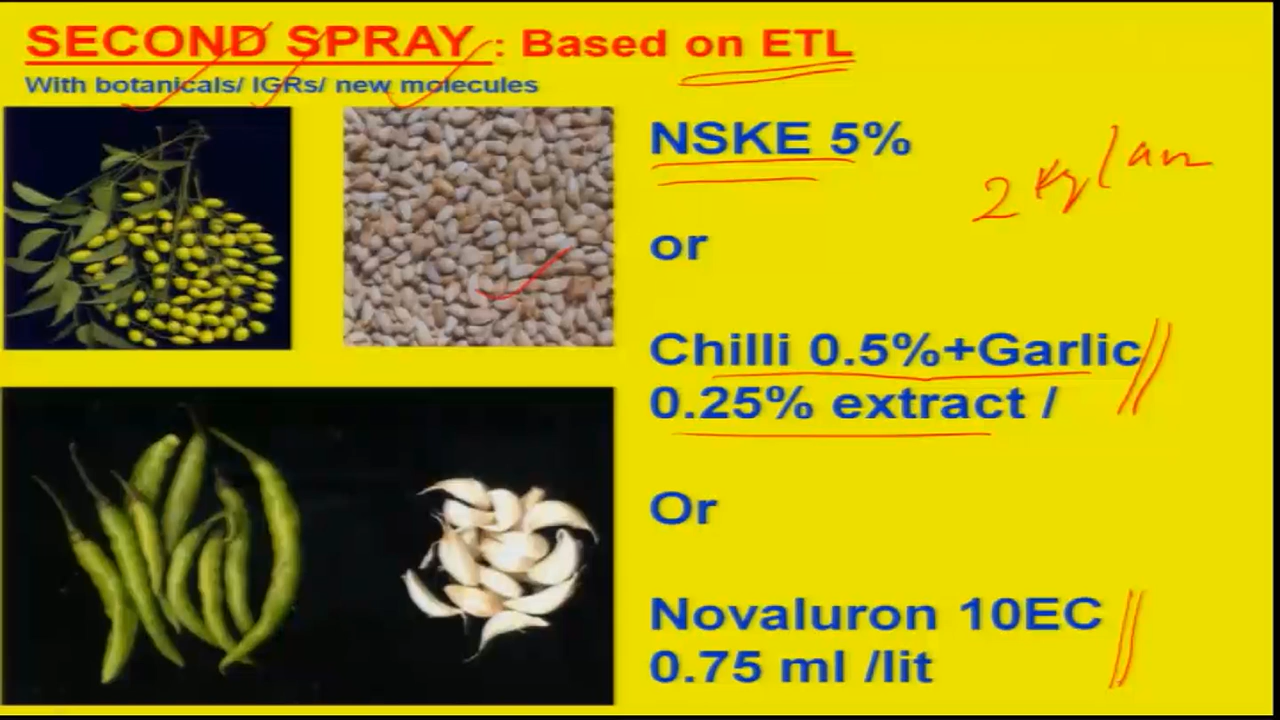 SECOND SPRAY : Based on ETL
With botanicals/ IGRs/ new molecules
NSKE 5%
2 Kg/
or
Chilli 0.5%+Garlic
0.25% extract /
Or
Novaluron 10EC
0.75 ml /lit